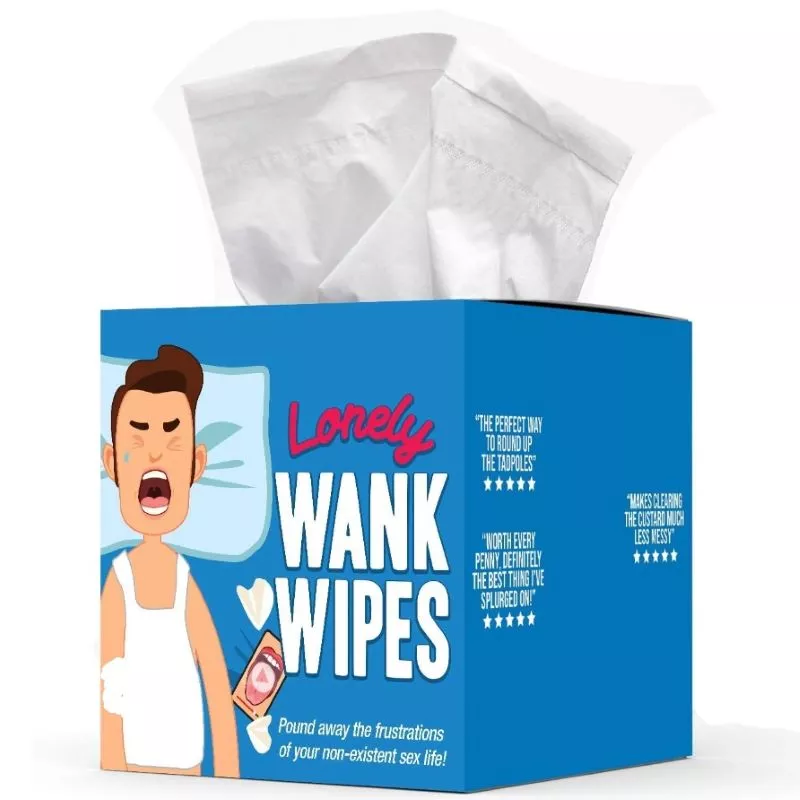 Lonely
WANK
WIPES
Pound away the frustrations
of your non-existent sex life!
"THE PERFECT WAY
TO ROUND UP
THE TADPOLES"
"WORTH EVERY
PENNY, DEFINITELY
THE BEST THING I'VE
SPLURGED ON!"
"MAKES CLEARING
THE CUSTARD MUCH
LESS MESSY"